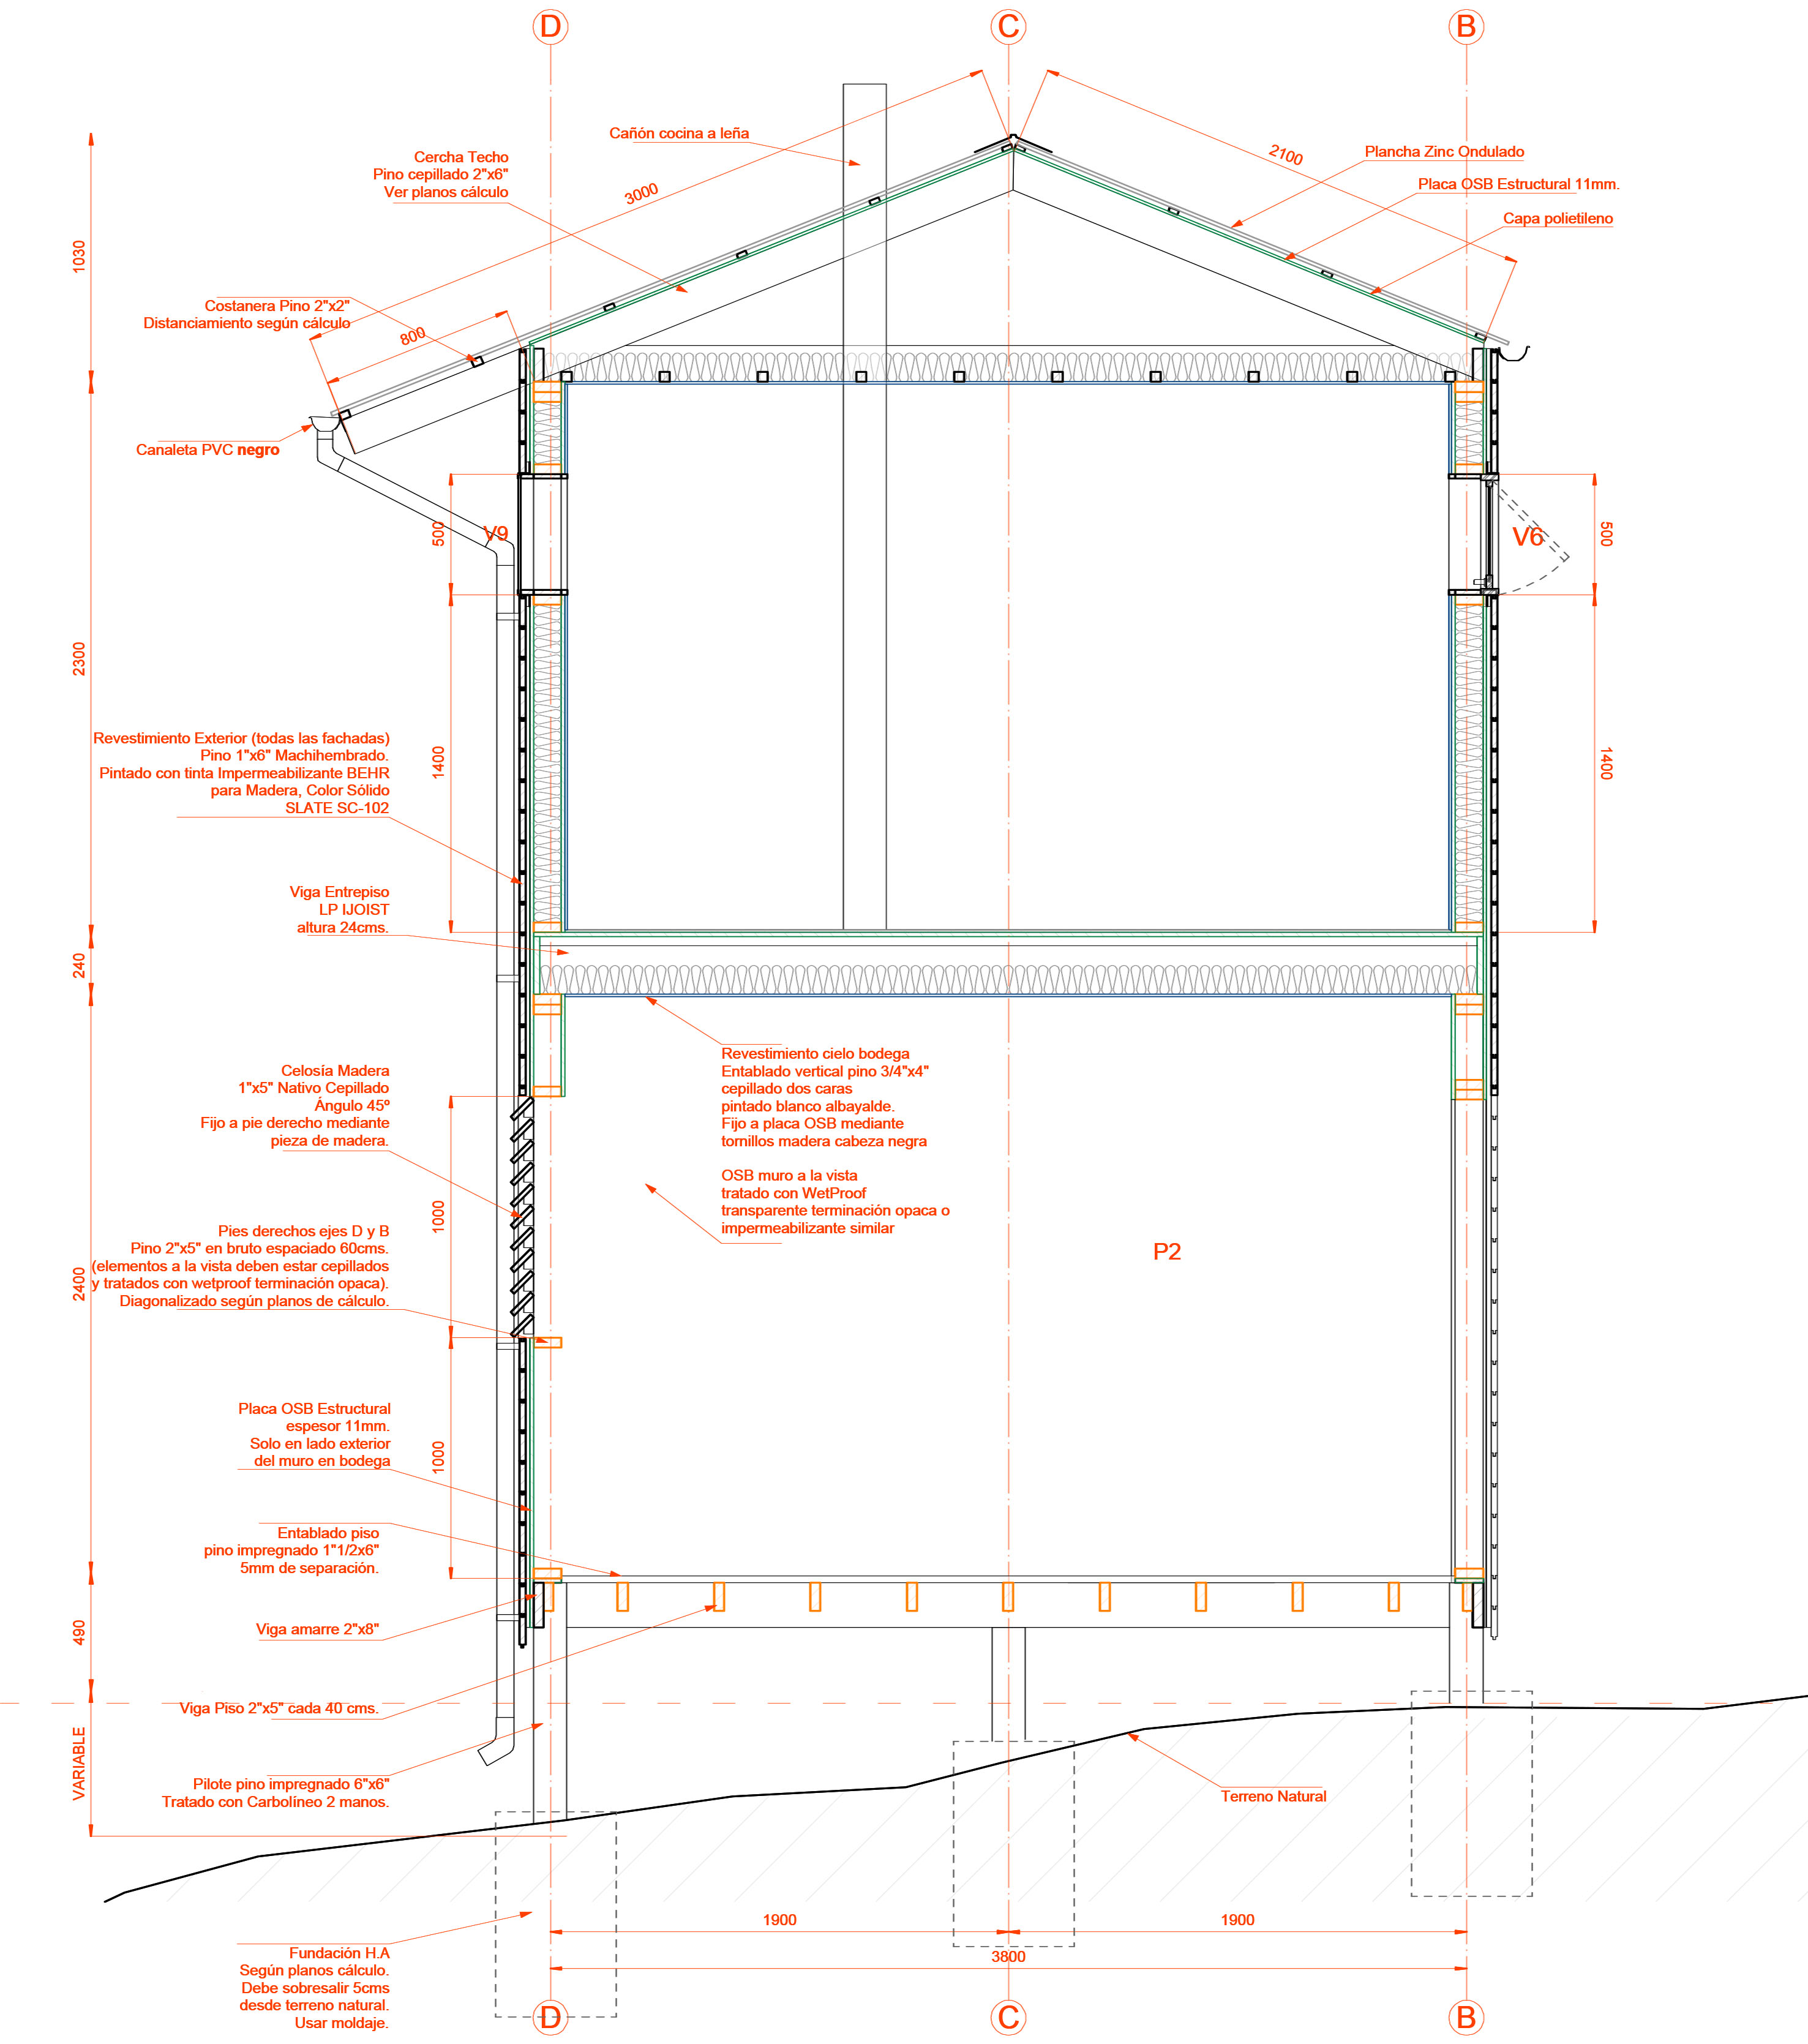 D
C
B
Cañón cocina a leña
Cercha Techo
Pino cepillado 2"x6"
Ver planos cálculo
3000
2100
Plancha Zinc Ondulado
Placa OSB Estructural 11mm.
Capa polietileno
1030
Costanera Pino 2"x2"
Distanciamiento según cálculo
800
Canaleta PVC negro
500
V9
V6
500
2300
Revestimiento Exterior (todas las fachadas)
Pino 1"x6" Machihembrado.
Pintado con tinta Impermeabilizante BEHR
para Madera, Color Sólido
SLATE SC-102
1400
1400
Viga Entrepiso
LP IJOIST
altura 24cms.
240
Revestimiento cielo bodega
Entablado vertical pino 3/4"x4"
cepillado dos caras
pintado blanco albayalde.
Fijo a placa OSB mediante
tornillos madera cabeza negra
OSB muro a la vista
tratado con WetProof
transparente terminación opaca o
impermeabilizante similar
Celosía Madera
1"x5" Nativo Cepillado
Ángulo 45º
Fijo a pie derecho mediante
pieza de madera.
1000
P2
2400
Pies derechos ejes D y B
Pino 2"x5" en bruto espaciado 60cms.
(elementos a la vista deben estar cepillados
y tratados con wetproof terminación opaca).
Diagonalizado según planos de cálculo.
Placa OSB Estructural
espesor 11mm.
Solo en lado exterior
del muro en bodega
1000
Entablado piso
pino impregnado 1"1/2x6"
5mm de separación.
490
Viga amarre 2"x8"
Viga Piso 2"x5" cada 40 cms.
VARIABLE
Pilote pino impregnado 6"x6"
Tratado con Carbolíneo 2 manos.
Terreno Natural
1900
1900
3800
Fundación H.A
Según planos cálculo.
Debe sobresalir 5cms
desde terreno natural.
Usar moldaje.
D
C
B